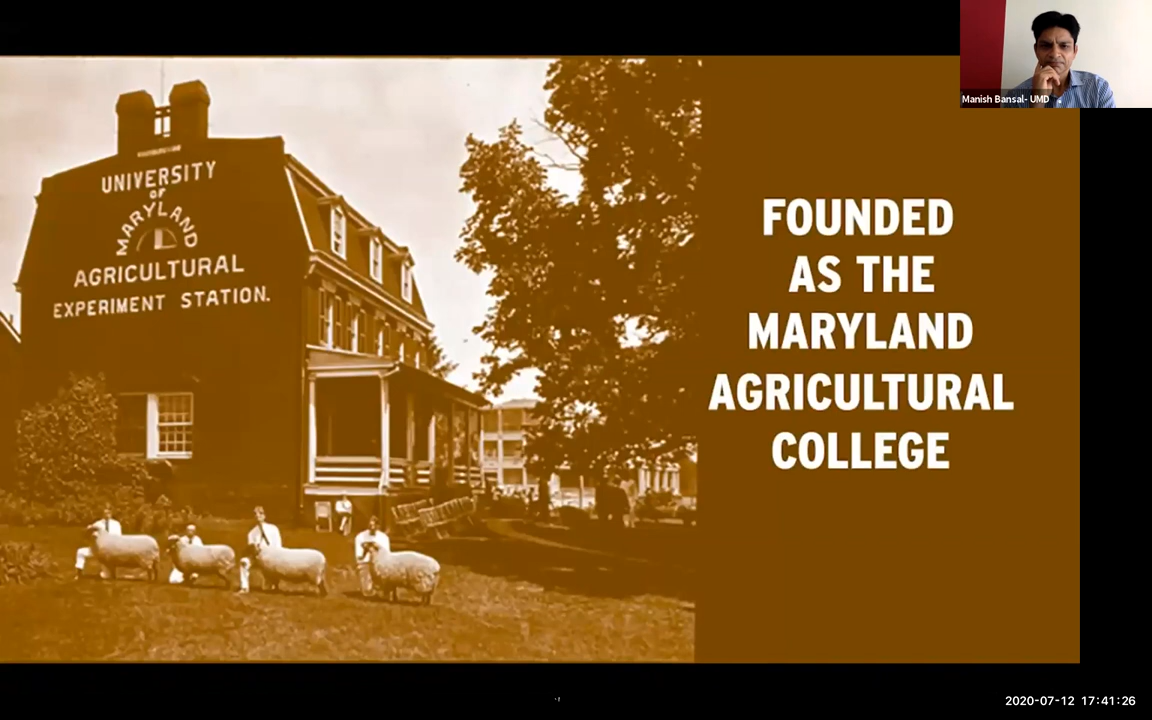 Manish Bansal- UMD
UNIVERSITY
OF
MARYLAND
AGRICULTURAL
EXPERIMENT STATION.
FOUNDED
AS THE
MARYLAND
AGRICULTURAL
COLLEGE
2020-07-12 17:41:26